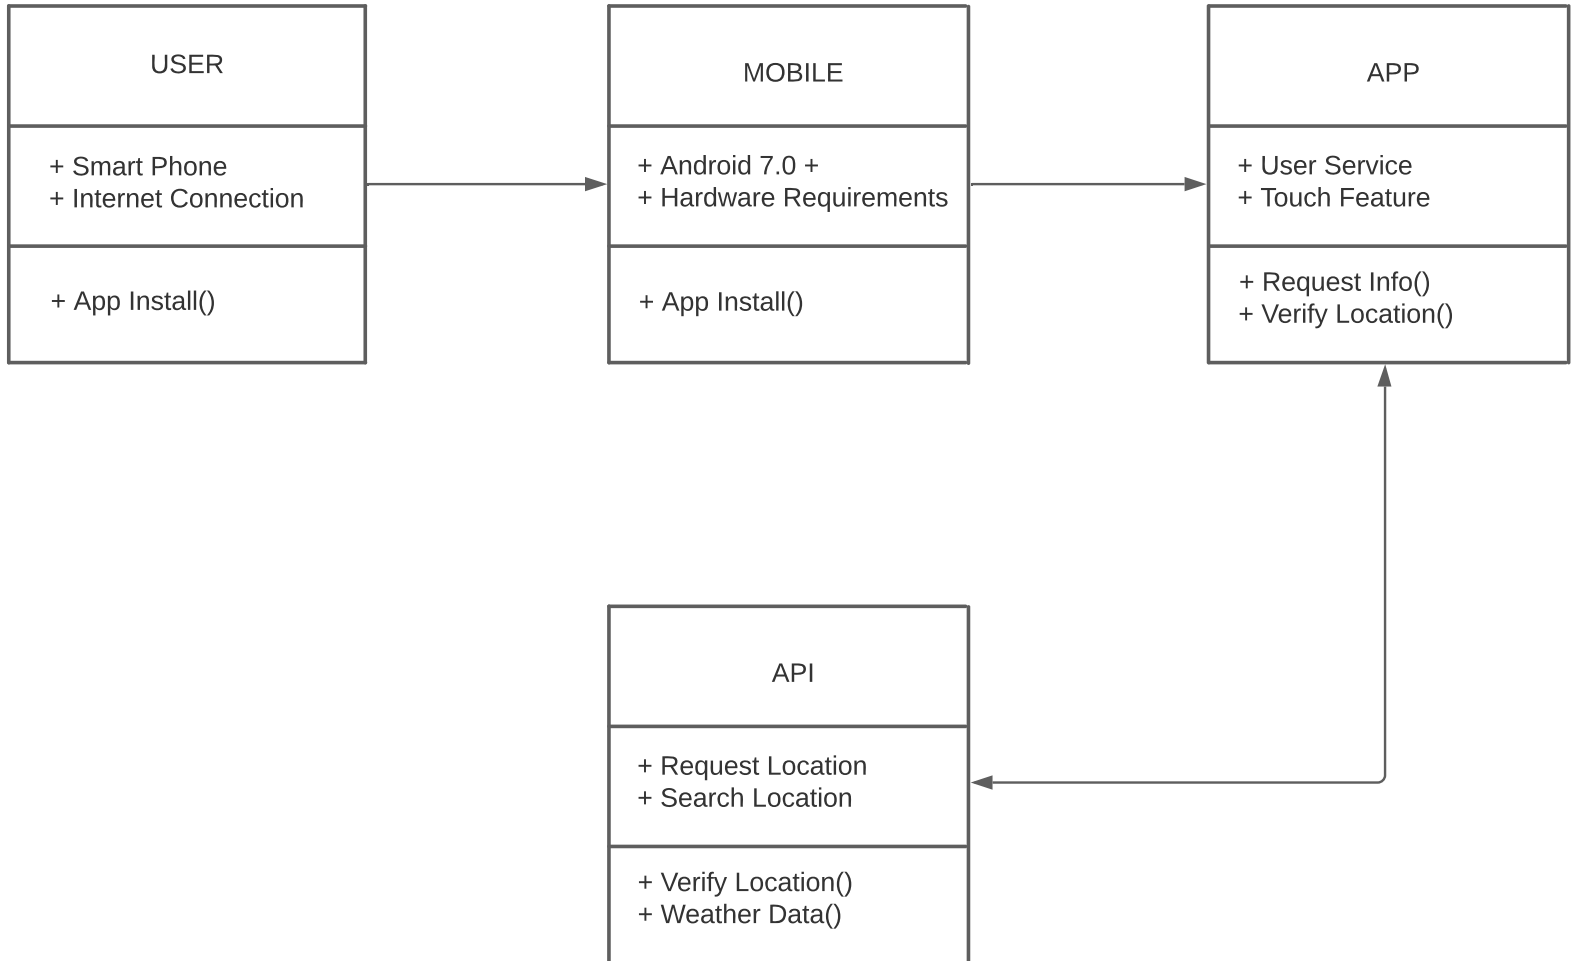 USER
+ Smart Phone
+ Internet Connection
+ App Install()
MOBILE
+ Android 7.0 +
+ Hardware Requirements
+ App Install()
APP
+ User Service
+ Touch Feature
+ Request Info()
+ Verify Location()
API
+ Request Location
+ Search Location
+ Verify Location()
+ Weather Data()